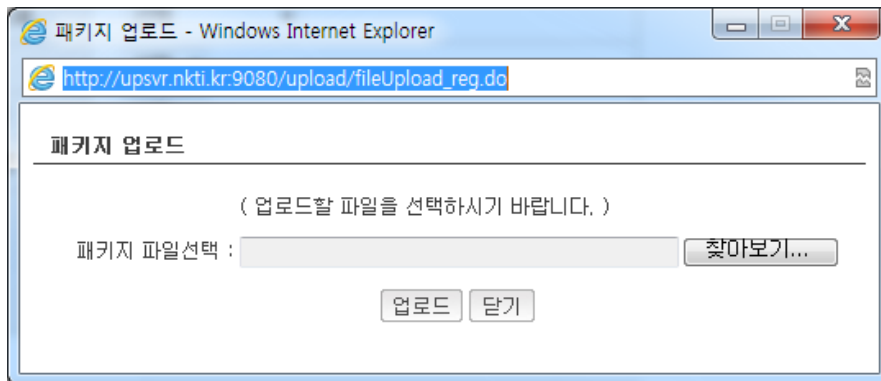 패키지 업로드 - Windows Internet Explorer
http://upsvr.nkti.kr:9080/upload/fileUpload_reg.do
패키지 업로드
( 업로드할 파일을 선택하시기 바랍니다. )
패키지 파일선택 : 찾아보기...
업로드 닫기